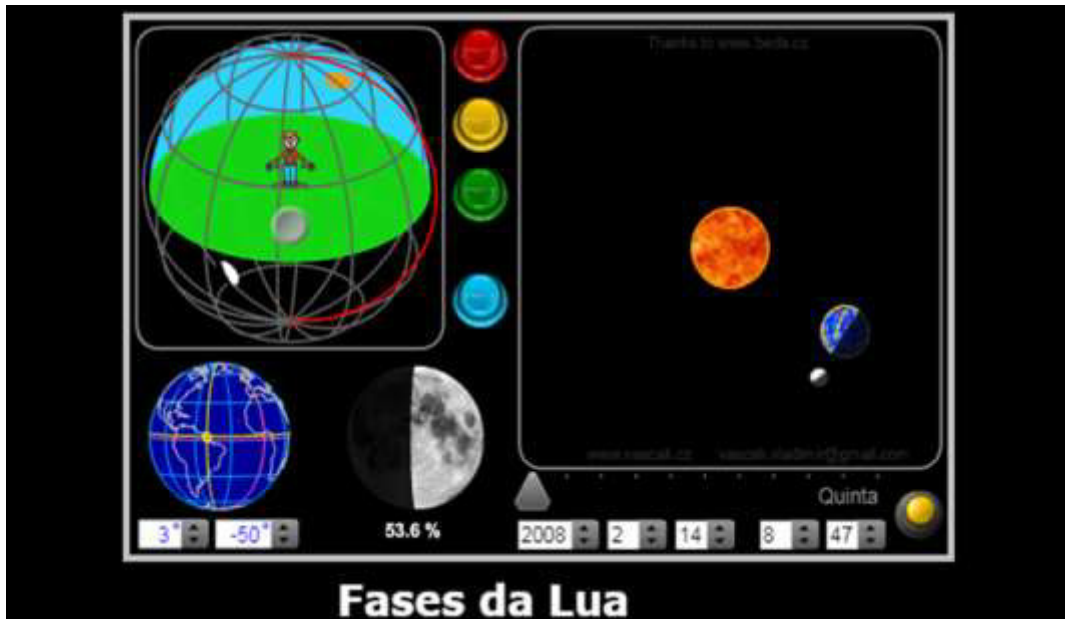 Thanks to www.beda.cz
www.vascak.cz vascak.vladimir@gmail.com
Quinta
3° -50° 53.6 % 2008 2 14 8 47
Fases da Lua